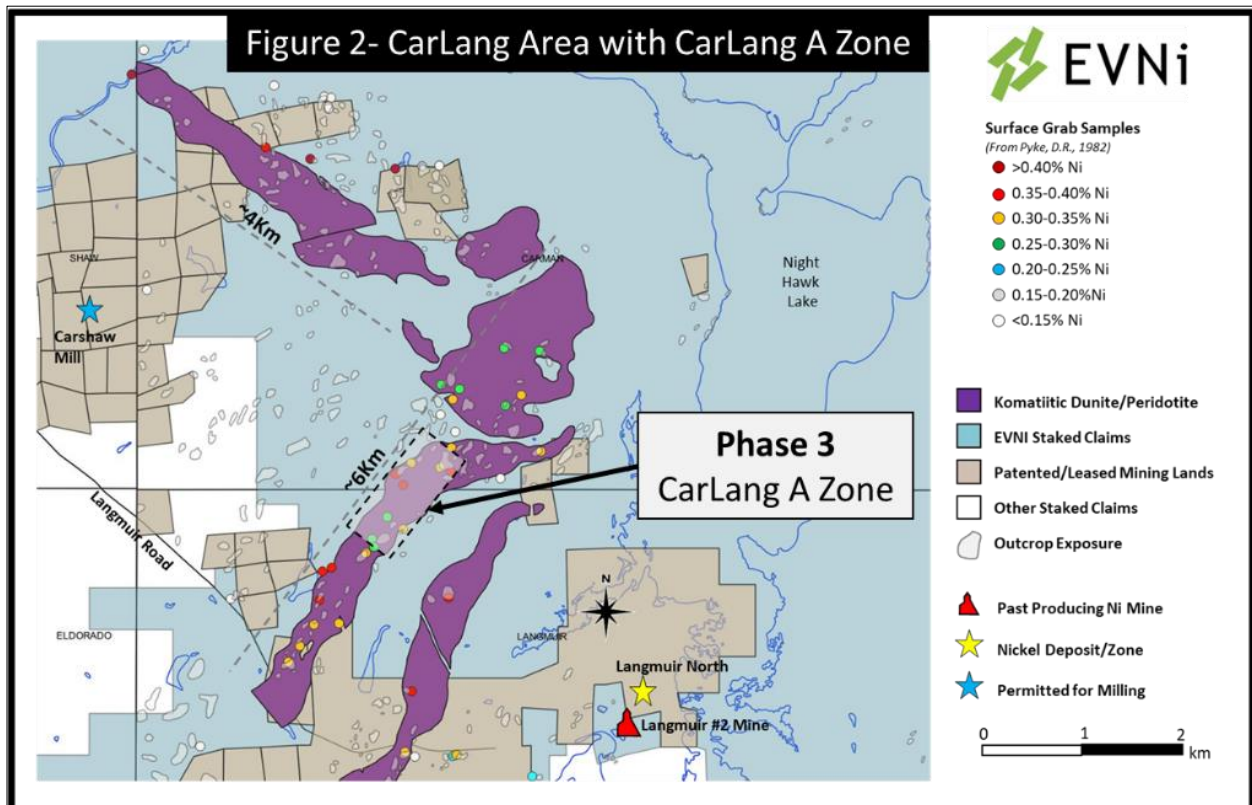 Figure 2- CarLang Area with CarLang A Zone
EVNi
Surface Grab Samples
(From Pyke, D.R., 1982)
>0.40% Ni
0.35-0.40% Ni
0.30-0.35% Ni
0.25-0.30% Ni
0.20-0.25% Ni
0.15-0.20%Ni
<0.15% Ni
Komatiitic Dunite/Peridotite
EVNI Staked Claims
Patented/Leased Mining Lands
Other Staked Claims
Outcrop Exposure
Past Producing Ni Mine
Nickel Deposit/Zone
Permitted for Milling
0 1 2
km
~4Km
SHAW
CARMAN
Night
Hawk
Lake
Carshaw
Mill
~6Km
Phase 3
CarLang A Zone
Langmuir Road
N
ELDORADO
LANGMUIR
Langmuir North
Langmuir #2 Mine